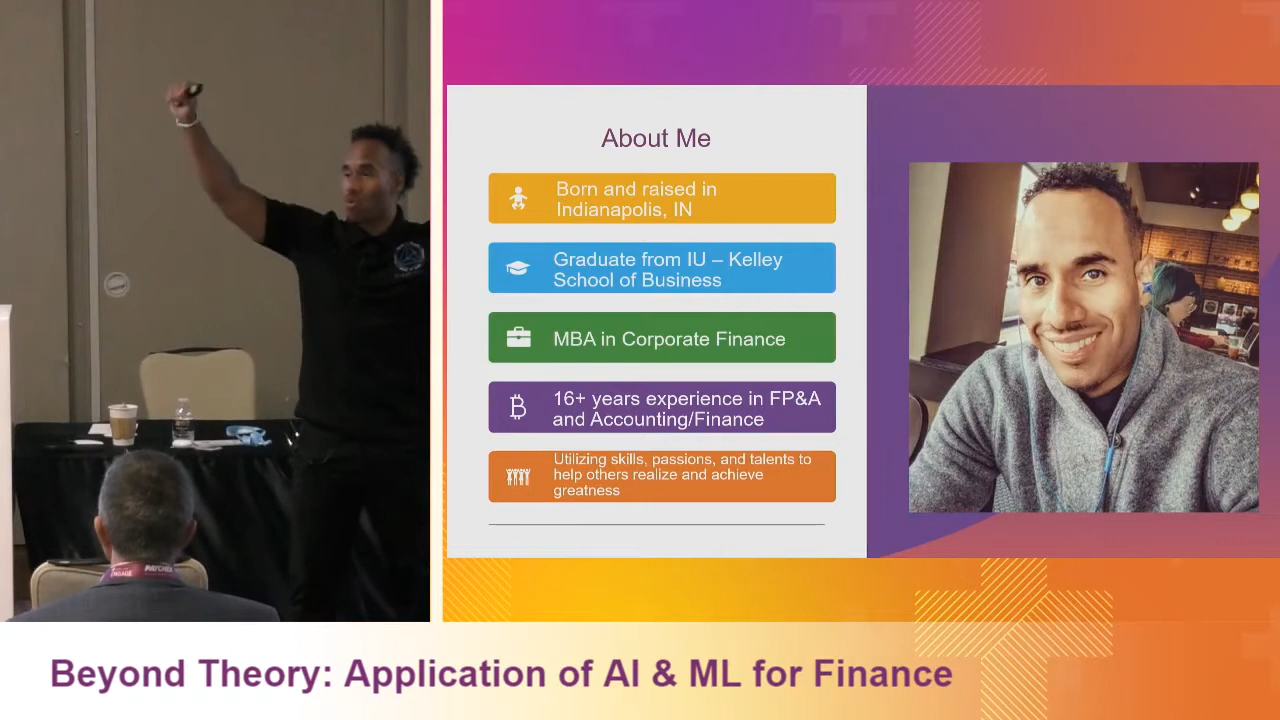 About Me
Born and raised in
Indianapolis, IN
Graduate from IU – Kelley
School of Business
MBA in Corporate Finance
16+ years experience in FP&A
and Accounting/Finance
Utilizing skills, passions, and talents to
help others realize and achieve
greatness
ENGAGE PAYCHEX
Beyond Theory: Application of AI & ML for Finance